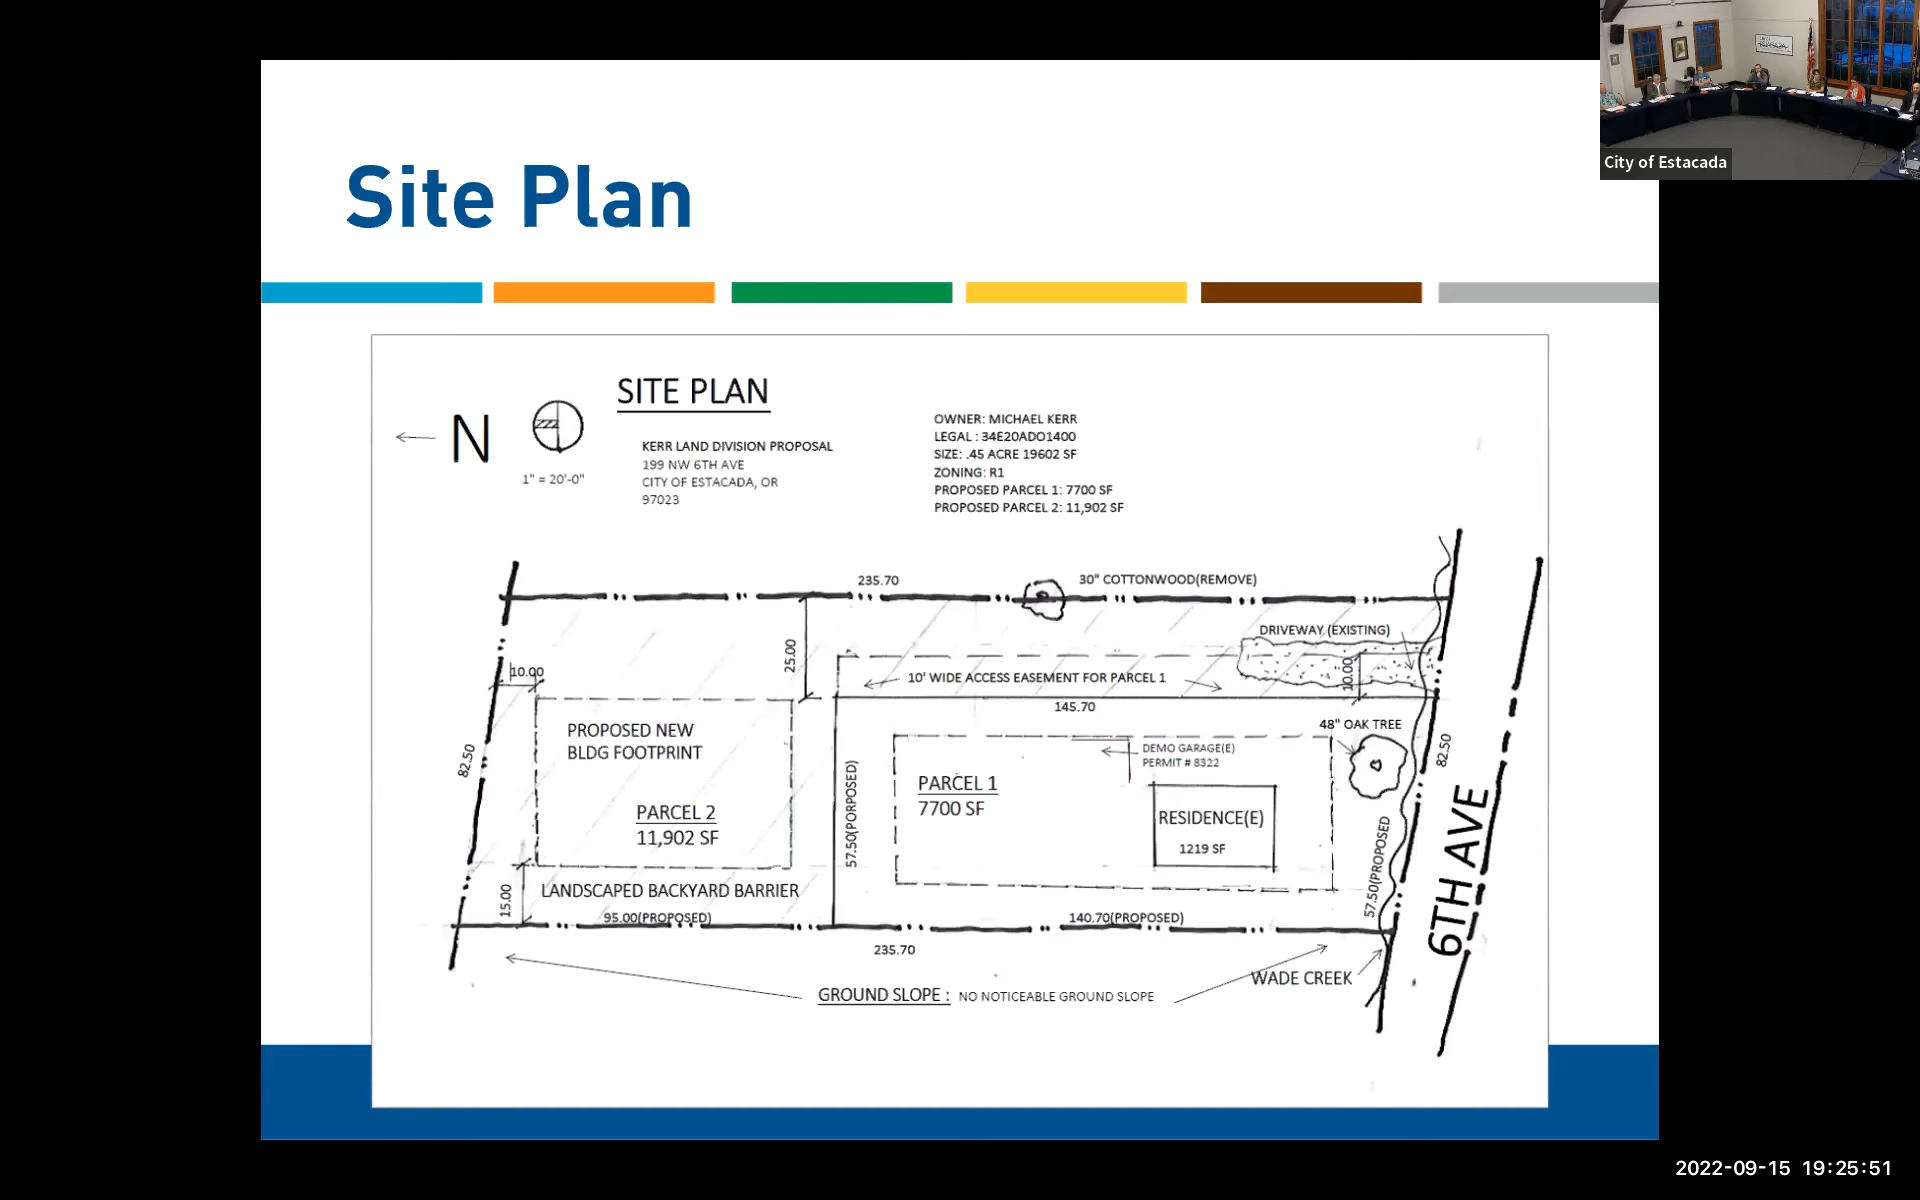 City of Estacada
Site Plan
SITE PLAN
N
1" = 20'-0"
KERR LAND DIVISION PROPOSAL
199 NW 6TH AVE
CITY OF ESTACADA, OR
97023
OWNER: MICHAEL KERR
LEGAL : 34E20ADO1400
SIZE: .45 ACRE 19602 SF
ZONING: R1
PROPOSED PARCEL 1: 7700 SF
PROPOSED PARCEL 2: 11,902 SF
235.70
30" COTTONWOOD(REMOVE)
DRIVEWAY (EXISTING)
25.00
10.00
10' WIDE ACCESS EASEMENT FOR PARCEL 1
10.00
145.70
48" OAK TREE
PROPOSED NEW
BLDG FOOTPRINT
82.50
82.50
DEMO GARAGE(E)
PERMIT # 8322
PARCEL 1
7700 SF
57.50(PORPOSED)
PARCEL 2
11,902 SF
RESIDENCE(E)
1219 SF
57.50(PROPOSED
6TH AVE
15.00
LANDSCAPED BACKYARD BARRIER
95.00(PROPOSED)
140.70(PROPOSED)
235.70
WADE CREEK
GROUND SLOPE : NO NOTICEABLE GROUND SLOPE
2022-09-15 19:25:51